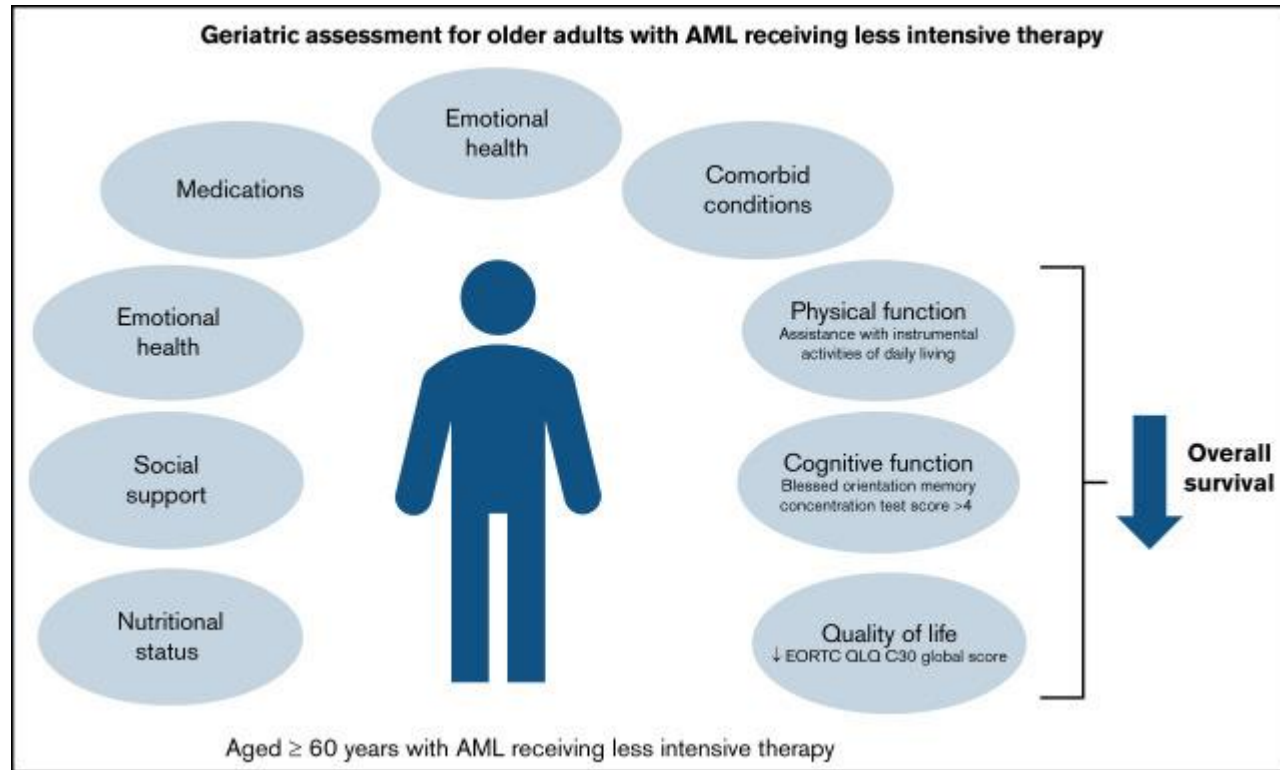 Geriatric assessment for older adults with AML receiving less intensive therapy
Emotional
health
Medications
Comorbid
conditions
Emotional
health
Physical function
Assistance with instrumental
activities of daily living
Social
support
Cognitive function
Blessed orientation memory
concentration test score >4
Overall
survival
Nutritional
status
Quality of life
↓ EORTC QLQ C30 global score
Aged ≥ 60 years with AML receiving less intensive therapy